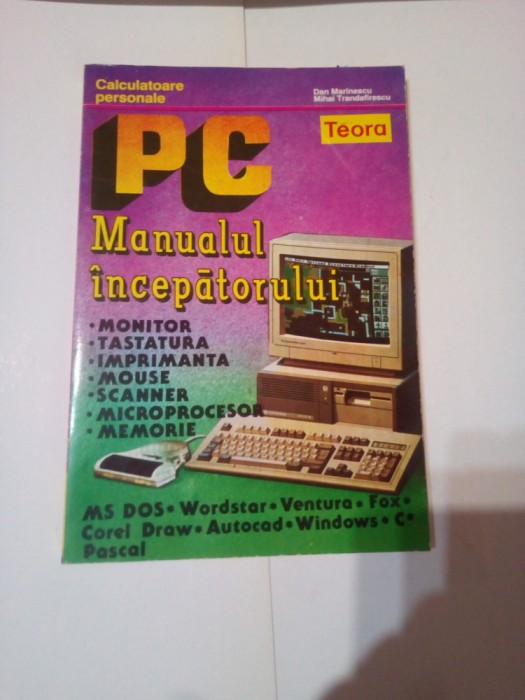 Calculatoare
personale
Dan Marinescu
Mihai Trandafirescu
Teora
PC
Manualul
începătorului
•MONITOR
•TASTATURA
•IMPRIMANTA
•MOUSE
•SCANNER
•MICROPROCESOR
•MEMORIE
MS DOS•Wordstar•Ventura•Fox•
Corel Draw•Autocad•Windows•C•
Pascal